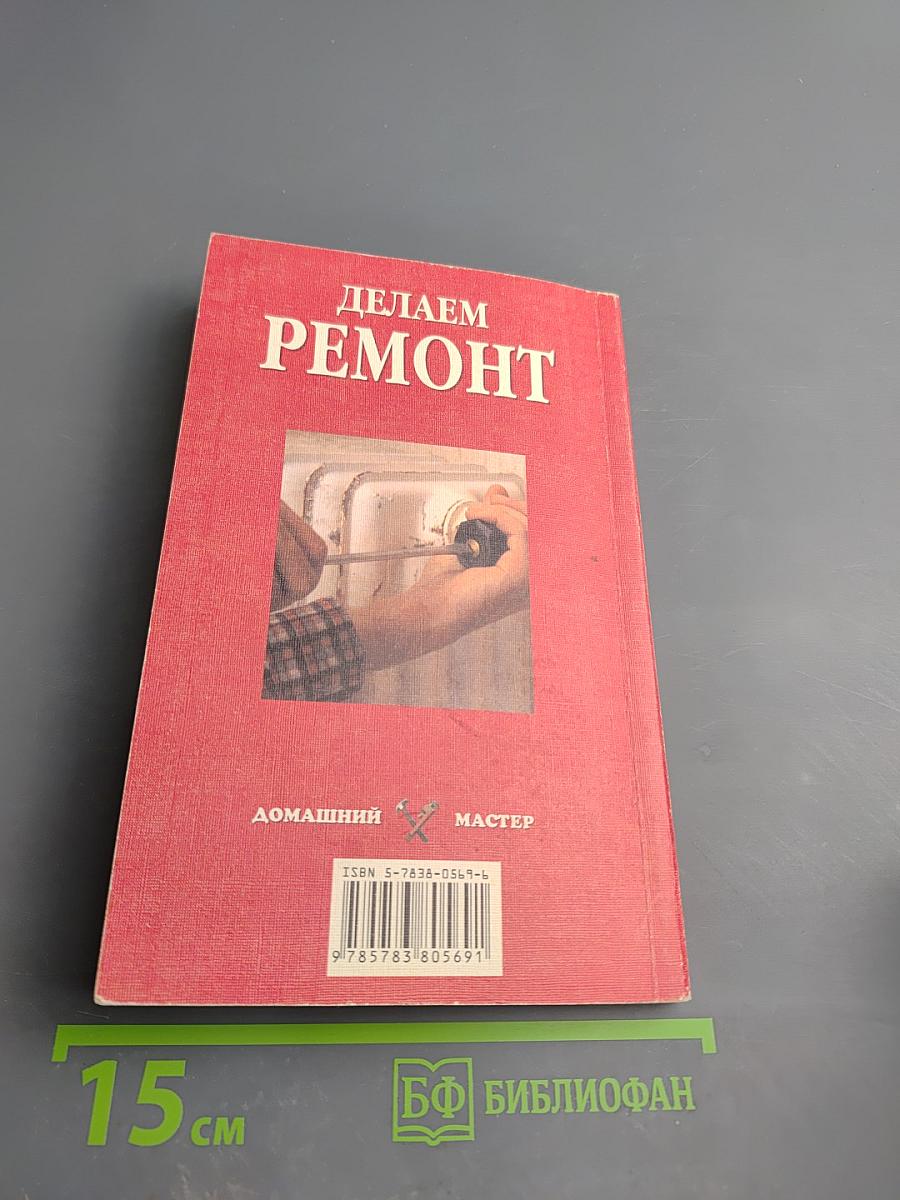 ДЕЛАЕМ
РЕМОНТ
ДОМАШНИЙ МАСТЕР
ISBN 5-7838-0569-6
9 785783 805691
15 см
БФ БИБЛИОФАН